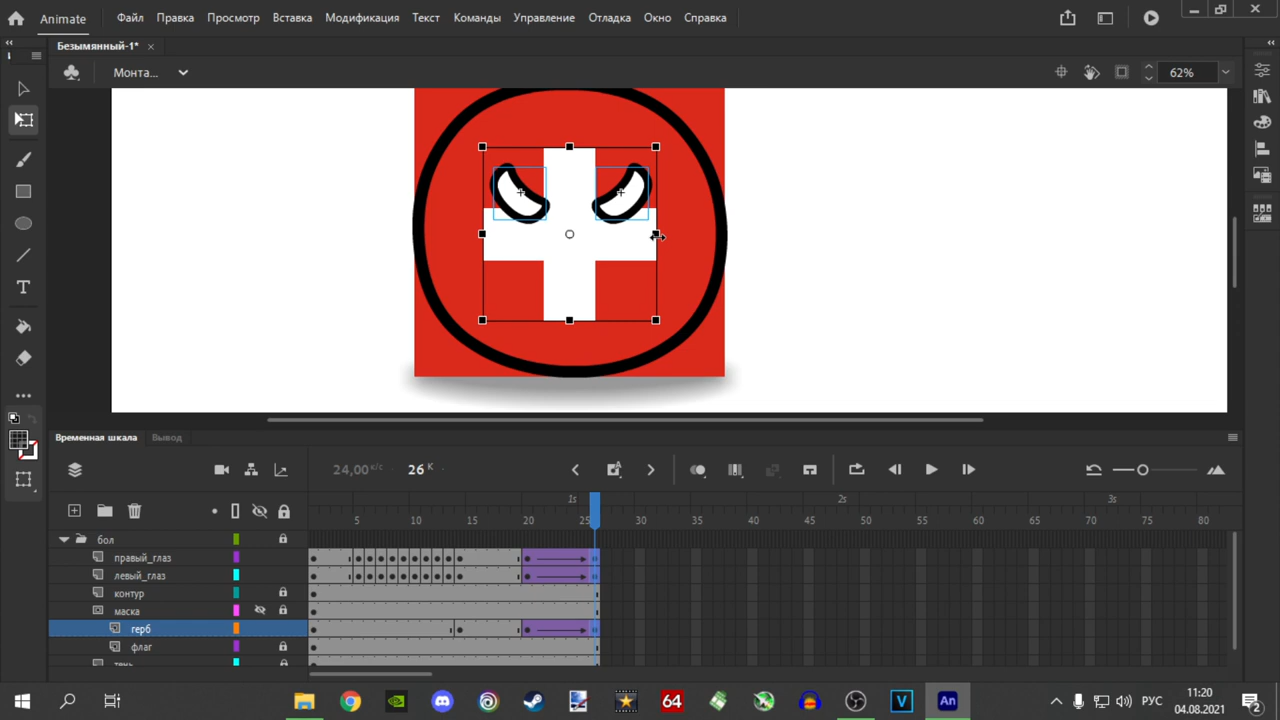 Animate Файл Правка Просмотр Вставка Модификация Текст Команды Управление Отладка Окно Справка
Безымянный-1*
Монта... 62%
Временная шкала Вывод
24,00 к/с 26 К
1s 2s 3s
5 10 15 20 25 30 35 40 45 50 55 60 65 70 75 80
бол
правый_глаз
левый_глаз
контур
маска
герб
флаг
тень
64 V An РУС 11:20 04.08.2021 2